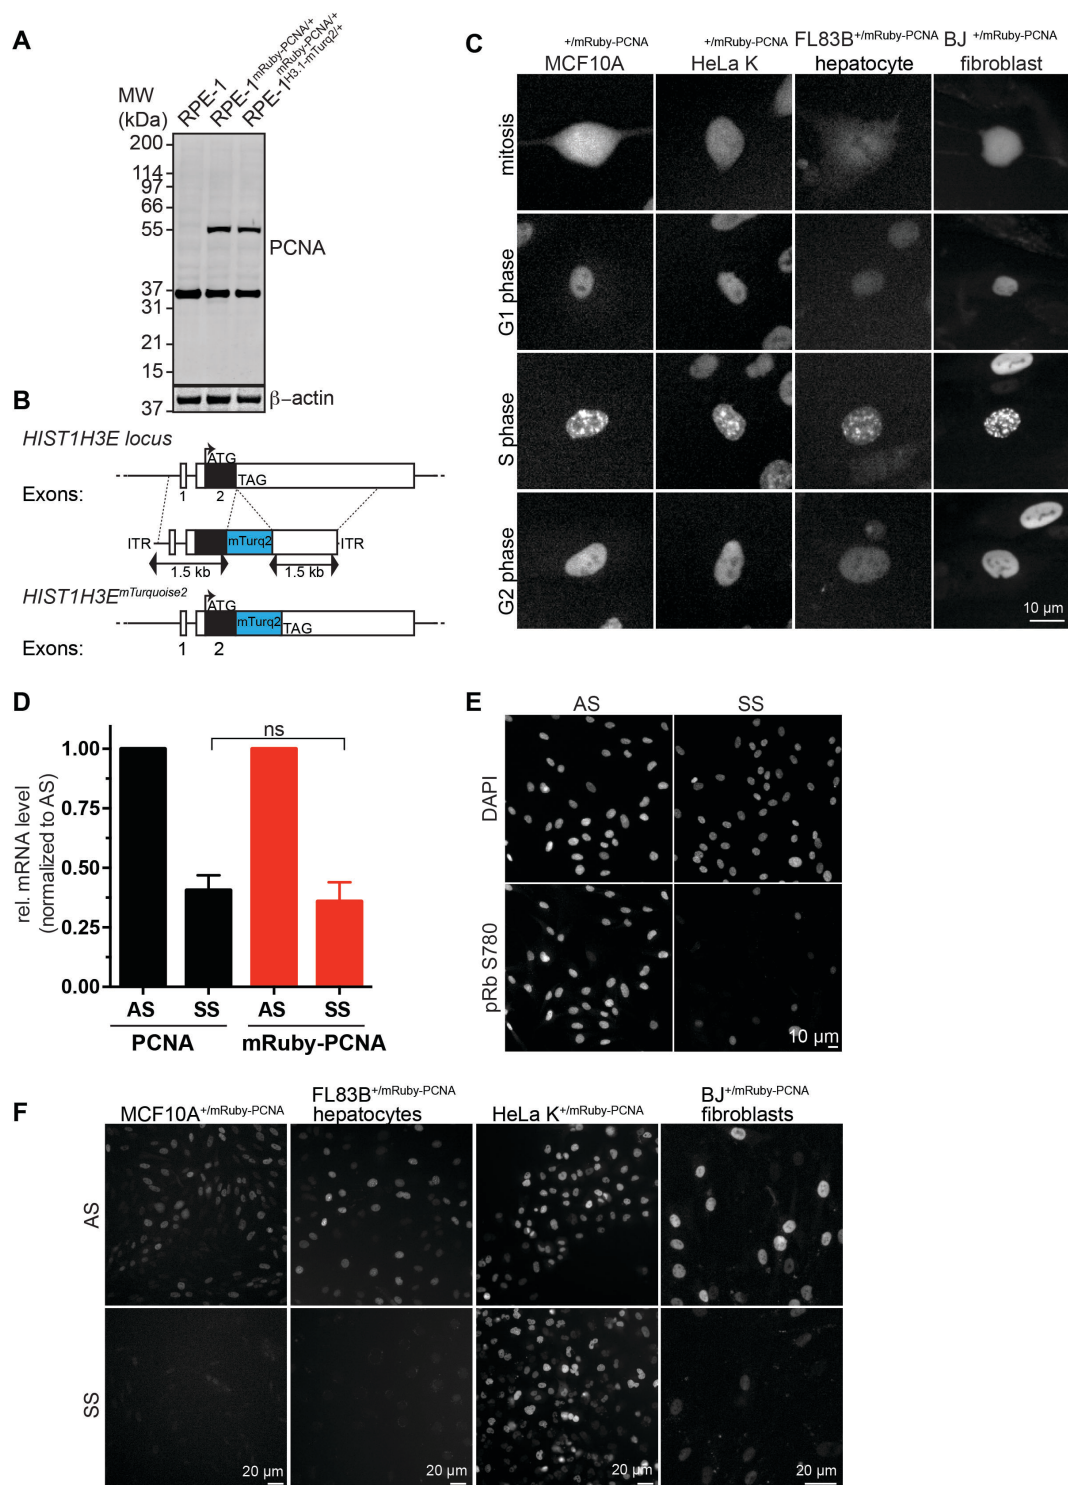 A
MW
(kDa)
RPE-1
RPE-1mRuby-PCNA/+
mRuby-PCNA/+
RPE-1H3.1-mTurq2/+
200
114
97
66
55
37
31
21
15
37
PCNA
β–actin
B
HIST1H3E locus
ATG
TAG
Exons:
1
2
ITR
mTurq2
ITR
1.5 kb
1.5 kb
HIST1H3EmTurquoise2
ATG
mTurq2
TAG
Exons:
1
2
C
+/mRuby-PCNA
MCF10A
+/mRuby-PCNA
HeLa K
FL83B+/mRuby-PCNA
hepatocyte
BJ +/mRuby-PCNA
fibroblast
mitosis
G1 phase
S phase
G2 phase
10 µm
D
rel. mRNA level
(normalized to AS)
1.00
0.75
0.50
0.25
0.00
ns
AS
SS
AS
SS
PCNA
mRuby-PCNA
E
AS
SS
DAPI
pRb S780
10 µm
F
MCF10A+/mRuby-PCNA
FL83B+/mRuby-PCNA
hepatocytes
HeLa K+/mRuby-PCNA
BJ+/mRuby-PCNA
fibroblasts
AS
SS
20 µm
20 µm
20 µm
20 µm